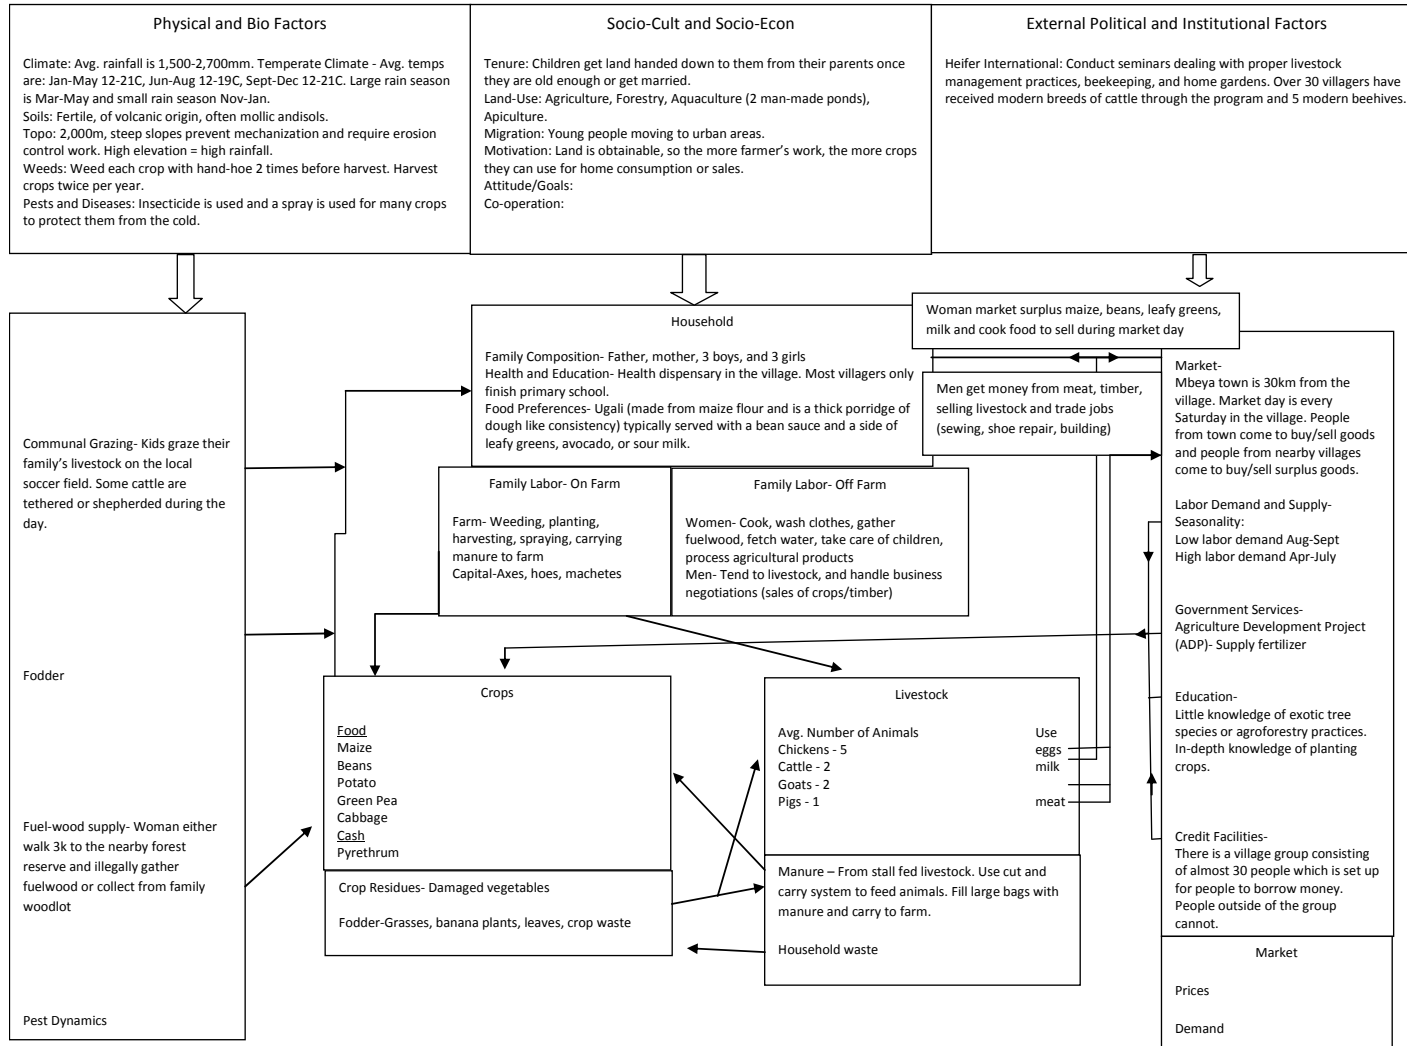 Physical and Bio Factors
Climate: Avg. rainfall is 1,500-2,700mm. Temperate Climate - Avg. temps
are: Jan-May 12-21C, Jun-Aug 12-19C, Sept-Dec 12-21C. Large rain season
is Mar-May and small rain season Nov-Jan.
Soils: Fertile, of volcanic origin, often mollic andisols.
Topo: 2,000m, steep slopes prevent mechanization and require erosion
control work. High elevation = high rainfall.
Weeds: Weed each crop with hand-hoe 2 times before harvest. Harvest
crops twice per year.
Pests and Diseases: Insecticide is used and a spray is used for many crops
to protect them from the cold.
Socio-Cult and Socio-Econ
Tenure: Children get land handed down to them from their parents once
they are old enough or get married.
Land-Use: Agriculture, Forestry, Aquaculture (2 man-made ponds),
Apiculture.
Migration: Young people moving to urban areas.
Motivation: Land is obtainable, so the more farmer's work, the more crops
they can use for home consumption or sales.
Attitude/Goals:
Co-operation:
External Political and Institutional Factors
Heifer International: Conduct seminars dealing with proper livestock
management practices, beekeeping, and home gardens. Over 30 villagers have
received modern breeds of cattle through the program and 5 modern beehives.
Communal Grazing- Kids graze their
family's livestock on the local
soccer field. Some cattle are
tethered or shepherded during the
day.
Fodder
Fuel-wood supply- Woman either
walk 3k to the nearby forest
reserve and illegally gather
fuelwood or collect from family
woodlot
Pest Dynamics
Household
Family Composition- Father, mother, 3 boys, and 3 girls
Health and Education- Health dispensary in the village. Most villagers only
finish primary school.
Food Preferences- Ugali (made from maize flour and is a thick porridge of
dough like consistency) typically served with a bean sauce and a side of
leafy greens, avocado, or sour milk.
Family Labor- On Farm
Farm- Weeding, planting,
harvesting, spraying, carrying
manure to farm
Capital-Axes, hoes, machetes
Family Labor- Off Farm
Women- Cook, wash clothes, gather
fuelwood, fetch water, take care of children,
process agricultural products
Men- Tend to livestock, and handle business
negotiations (sales of crops/timber)
Woman market surplus maize, beans, leafy greens,
milk and cook food to sell during market day
Men get money from meat, timber,
selling livestock and trade jobs
(sewing, shoe repair, building)
Crops
Food
Maize
Beans
Potato
Green Pea
Cabbage
Cash
Pyrethrum
Crop Residues- Damaged vegetables
Fodder-Grasses, banana plants, leaves, crop waste
Livestock
Avg. Number of Animals Use
Chickens - 5 eggs
Cattle - 2 milk
Goats - 2
Pigs - 1 meat
Manure – From stall fed livestock. Use cut and
carry system to feed animals. Fill large bags with
manure and carry to farm.
Household waste
Market-
Mbeya town is 30km from the
village. Market day is every
Saturday in the village. People
from town come to buy/sell goods
and people from nearby villages
come to buy/sell surplus goods.
Labor Demand and Supply-
Seasonality:
Low labor demand Aug-Sept
High labor demand Apr-July
Government Services-
Agriculture Development Project
(ADP)- Supply fertilizer
Education-
Little knowledge of exotic tree
species or agroforestry practices.
In-depth knowledge of planting
crops.
Credit Facilities-
There is a village group consisting
of almost 30 people which is set up
for people to borrow money.
People outside of the group
cannot.
Market
Prices
Demand